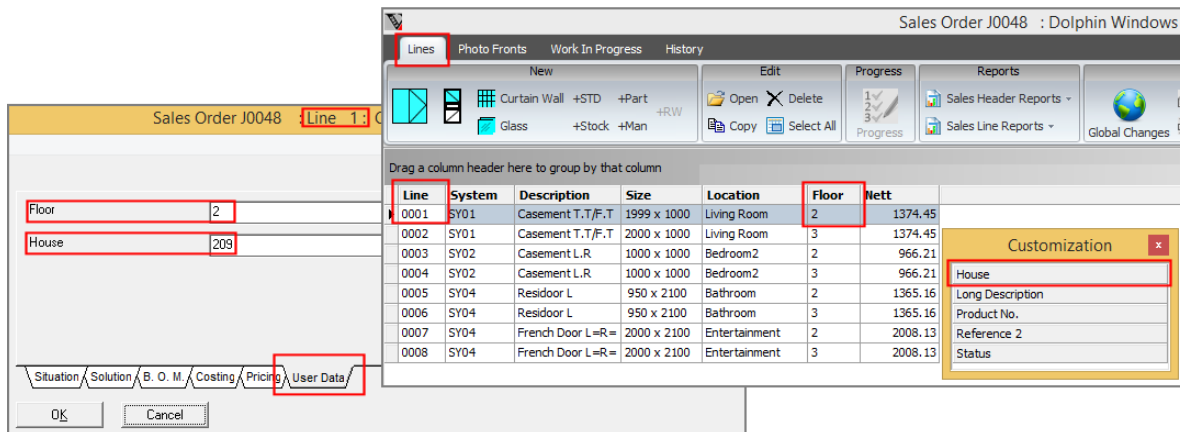 Sales Order J0048 : Line 1 :
Floor 2
House 209
Situation Solution B. O. M. Costing Pricing User Data
OK Cancel
Sales Order J0048 : Dolphin Windows
Lines Photo Fronts Work In Progress History
New Edit Progress Reports
Curtain Wall +STD +Part +RW
Glass +Stock +Man
Open Delete
Copy Select All
Progress
Sales Header Reports
Sales Line Reports
Global Changes
Drag a column header here to group by that column
Line System Description Size Location Floor Nett
0001 SY01 Casement T.T/F.T 1999 x 1000 Living Room 2 1374.45
0002 SY01 Casement T.T/F.T 2000 x 1000 Living Room 3 1374.45
0003 SY02 Casement L.R 1000 x 1000 Bedroom2 2 966.21
0004 SY02 Casement L.R 1000 x 1000 Bedroom2 3 966.21
0005 SY04 Residoor L 950 x 2100 Bathroom 2 1365.16
0006 SY04 Residoor L 950 x 2100 Bathroom 3 1365.16
0007 SY04 French Door L=R= 2000 x 2100 Entertainment 2 2008.13
0008 SY04 French Door L=R= 2000 x 2100 Entertainment 3 2008.13
Customization x
House
Long Description
Product No.
Reference 2
Status